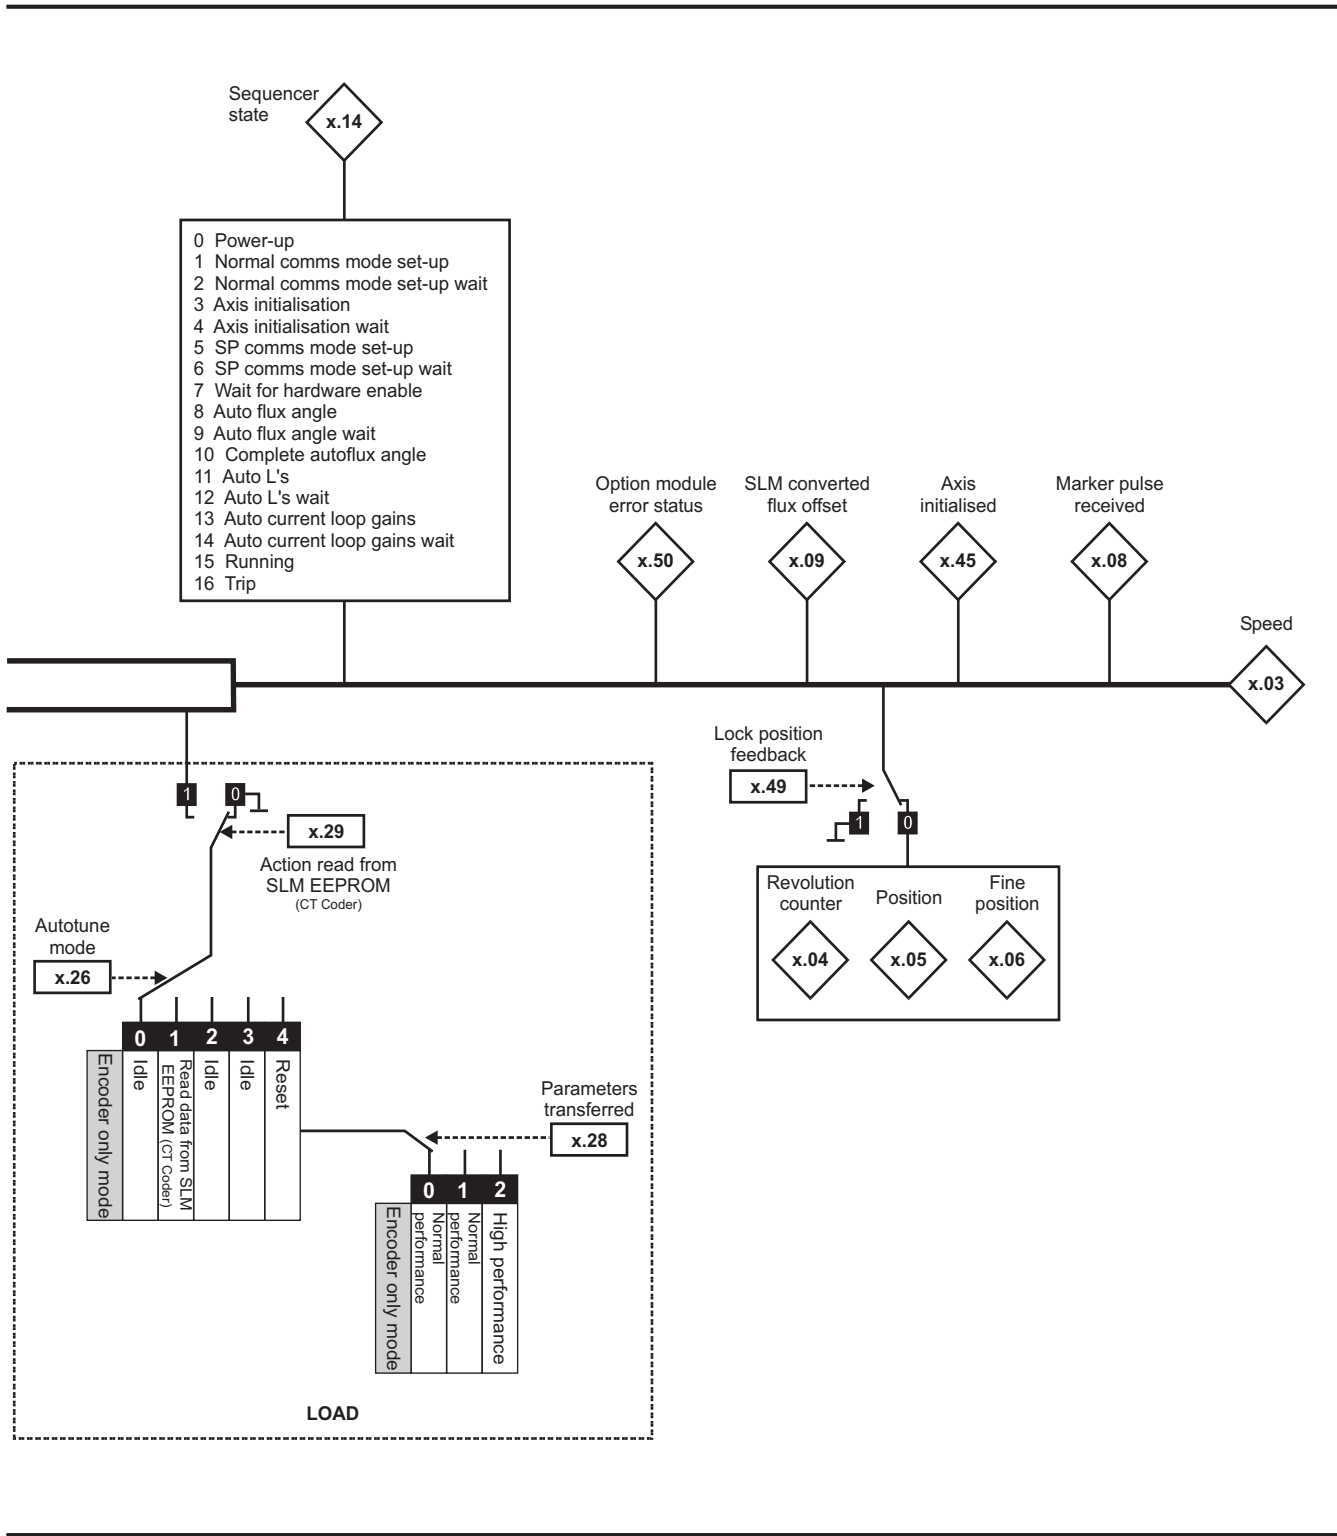 Sequencer
state
x.14
0 Power-up
1 Normal comms mode set-up
2 Normal comms mode set-up wait
3 Axis initialisation
4 Axis initialisation wait
5 SP comms mode set-up
6 SP comms mode set-up wait
7 Wait for hardware enable
8 Auto flux angle
9 Auto flux angle wait
10 Complete autoflux angle
11 Auto L's
12 Auto L's wait
13 Auto current loop gains
14 Auto current loop gains wait
15 Running
16 Trip
Option module
error status
x.50
SLM converted
flux offset
x.09
Axis
initialised
x.45
Marker pulse
received
x.08
Speed
x.03
Lock position
feedback
x.49
1
0
Revolution
counter
x.04
Position
x.05
Fine
position
x.06
1
0
x.29
Action read from
SLM EEPROM
(CT Coder)
Autotune
mode
x.26
0 1 2 3 4
Encoder only mode
Idle
Read data from SLM
EEPROM (CT Coder)
Idle
Idle
Reset
Parameters
transferred
x.28
0 1 2
Encoder only mode
Normal
performance
Normal
performance
High performance
LOAD